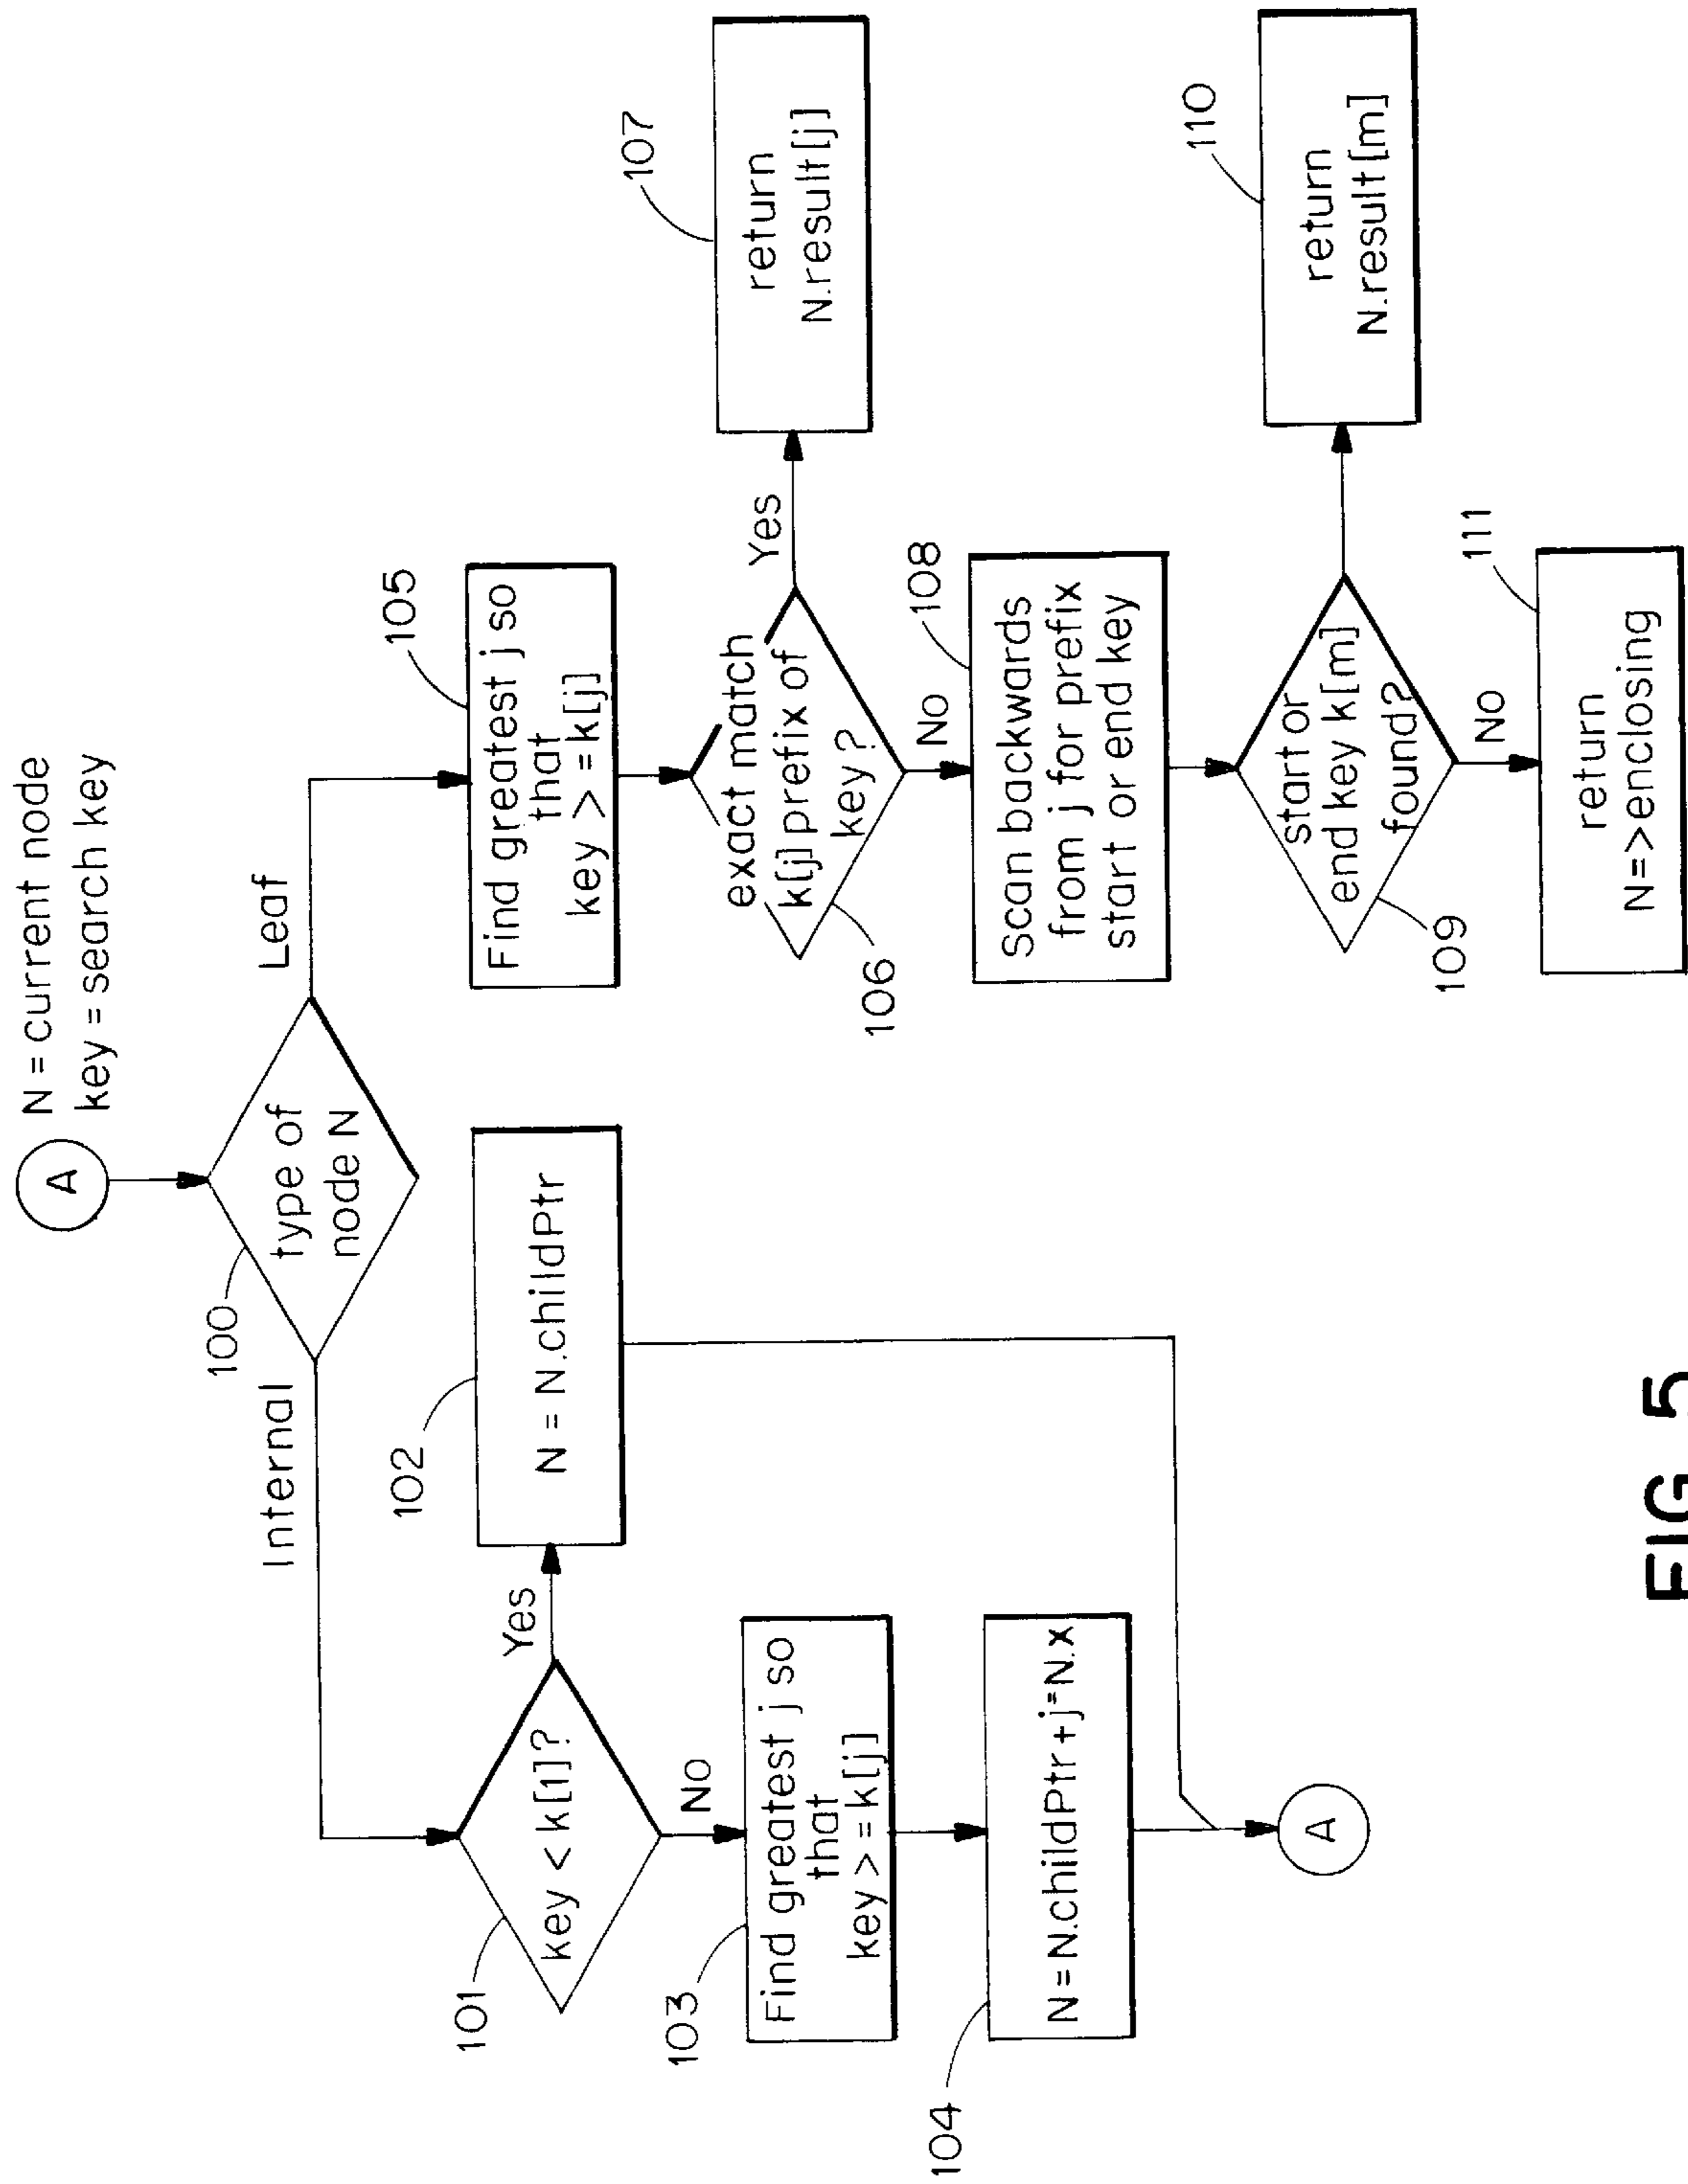 A
N = current node
key = search key
100
type of
node N
Internal
Leaf
101
key < k[1]?
Yes
No
102
N = N.childPtr
103
Find greatest j so
that
key >= k[j]
104
N = N.childPtr+j=N.x
A
105
Find greatest j so
that
key >= k[j]
106
exact match
k[j] prefix of
key?
Yes
No
107
return
N.result[j]
108
Scan backwards
from j for prefix
start or end key
109
start or
end key k[m]
found?
No
110
return
N.result[m]
111
return
N=>enclosing
FIG. 5